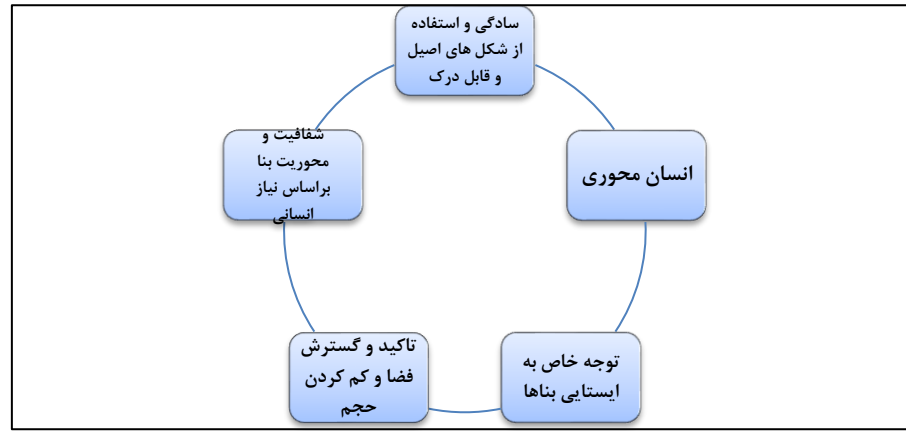 سادگی و استفاده
از شکل های اصیل
و قابل درک
انسان محوری
توجه خاص به
ایستایی بناها
تاکید و گسترش
فضا و کم کردن
حجم
شفافیت و
محوریت بنا
براساس نیاز
انسانی